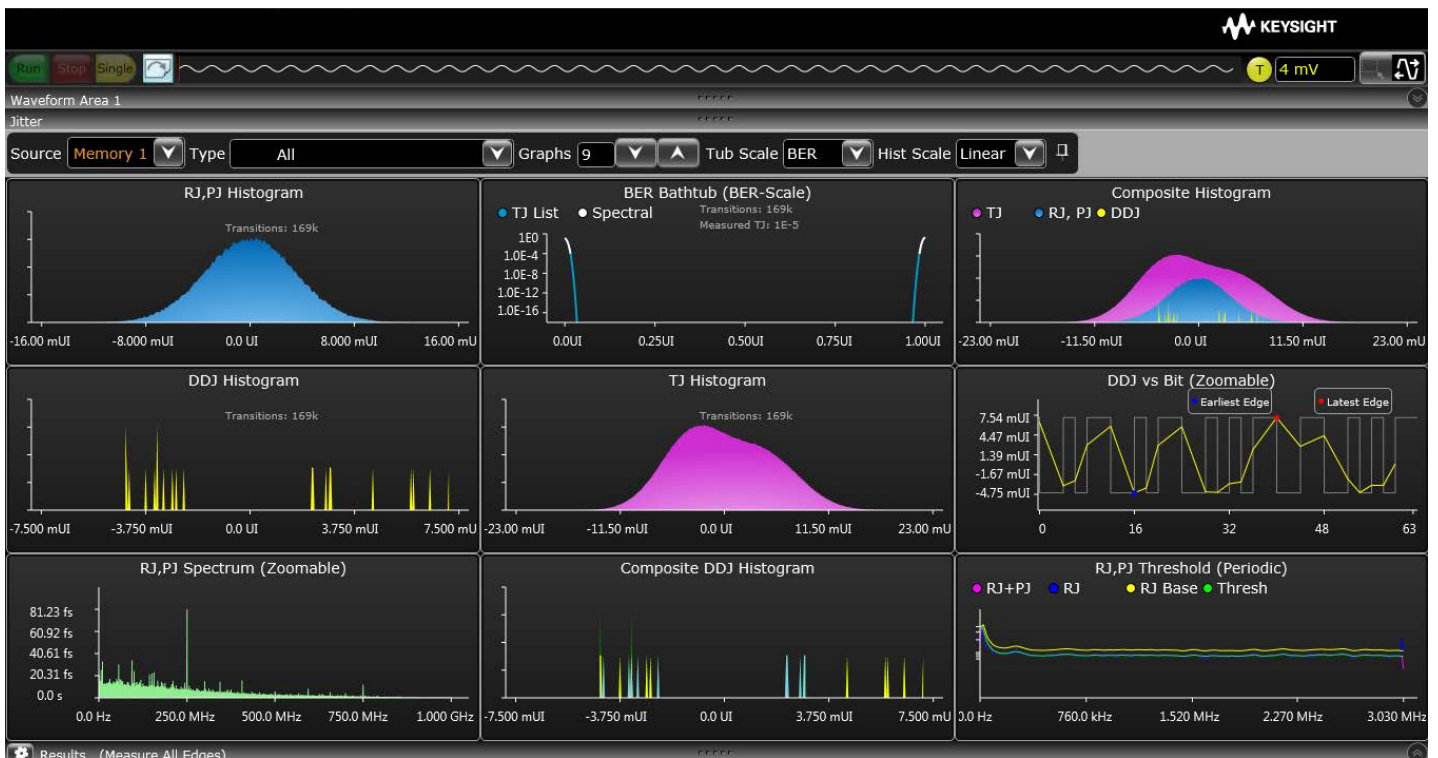 KEYSIGHT
Run Stop Single T 4 mV
Waveform Area 1
Jitter
Source Memory 1 Type All Graphs 9 Tub Scale BER Hist Scale Linear
RJ,PJ Histogram
Transitions: 169k
-16.00 mUI -8.000 mUI 0.0 UI 8.000 mUI 16.00 mU
BER Bathtub (BER-Scale)
TJ List Spectral
Transitions: 169k
Measured TJ: 1E-5
1E0
1.0E-4
1.0E-8
1.0E-12
1.0E-16
0.0UI 0.25UI 0.50UI 0.75UI 1.00UI
Composite Histogram
TJ RJ, PJ DDJ
-23.00 mUI -11.50 mUI 0.0 UI 11.50 mUI 23.00 mU
DDJ Histogram
Transitions: 169k
-7.500 mUI -3.750 mUI 0.0 UI 3.750 mUI 7.500 mU
TJ Histogram
Transitions: 169k
-23.00 mUI -11.50 mUI 0.0 UI 11.50 mUI 23.00 mU
DDJ vs Bit (Zoomable)
Earliest Edge Latest Edge
7.54 mUI
4.47 mUI
1.39 mUI
-1.67 mUI
-4.75 mUI
0 16 32 48 63
RJ,PJ Spectrum (Zoomable)
81.23 fs
60.92 fs
40.61 fs
20.31 fs
0.0 s
0.0 Hz 250.0 MHz 500.0 MHz 750.0 MHz 1.000 GHz
Composite DDJ Histogram
-7.500 mUI -3.750 mUI 0.0 UI 3.750 mUI 7.500 mU
RJ,PJ Threshold (Periodic)
RJ+PJ RJ RJ Base Thresh
0.0 Hz 760.0 kHz 1.520 MHz 2.270 MHz 3.030 MHz
Results (Measure All Edges)